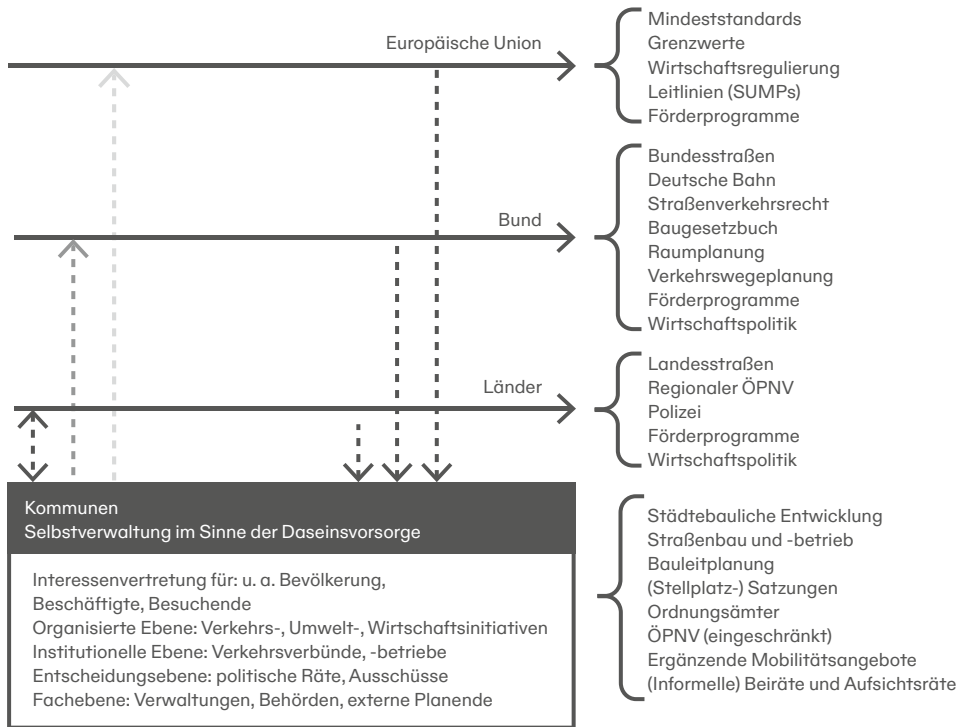 Europäische Union
Mindeststandards
Grenzwerte
Wirtschaftsregulierung
Leitlinien (SUMPs)
Förderprogramme
Bund
Bundesstraßen
Deutsche Bahn
Straßenverkehrsrecht
Baugesetzbuch
Raumplanung
Verkehrswegeplanung
Förderprogramme
Wirtschaftspolitik
Länder
Landesstraßen
Regionaler ÖPNV
Polizei
Förderprogramme
Wirtschaftspolitik
Kommunen
Selbstverwaltung im Sinne der Daseinsvorsorge
Interessenvertretung für: u. a. Bevölkerung,
Beschäftigte, Besuchende
Organisierte Ebene: Verkehrs-, Umwelt-, Wirtschaftsinitiativen
Institutionelle Ebene: Verkehrsverbünde, -betriebe
Entscheidungsebene: politische Räte, Ausschüsse
Fachebene: Verwaltungen, Behörden, externe Planende
Städtebauliche Entwicklung
Straßenbau und -betrieb
Bauleitplanung
(Stellplatz-) Satzungen
Ordnungsämter
ÖPNV (eingeschränkt)
Ergänzende Mobilitätsangebote
(Informelle) Beiräte und Aufsichtsräte